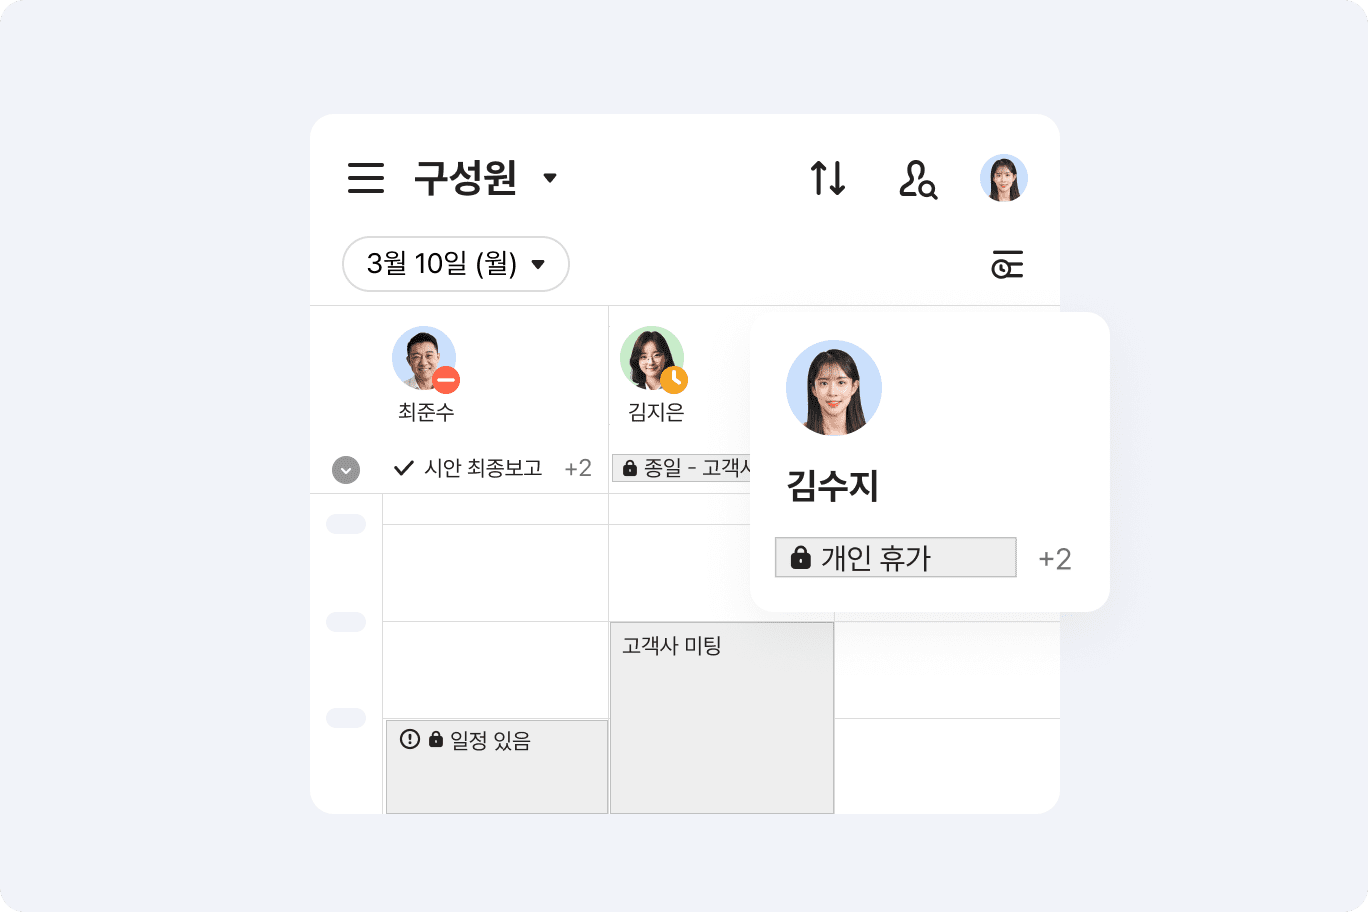 구성원
3월 10일 (월)
최준수
김지은
시안 최종보고 +2
종일 - 고객사
김수지
개인 휴가 +2
고객사 미팅
일정 있음